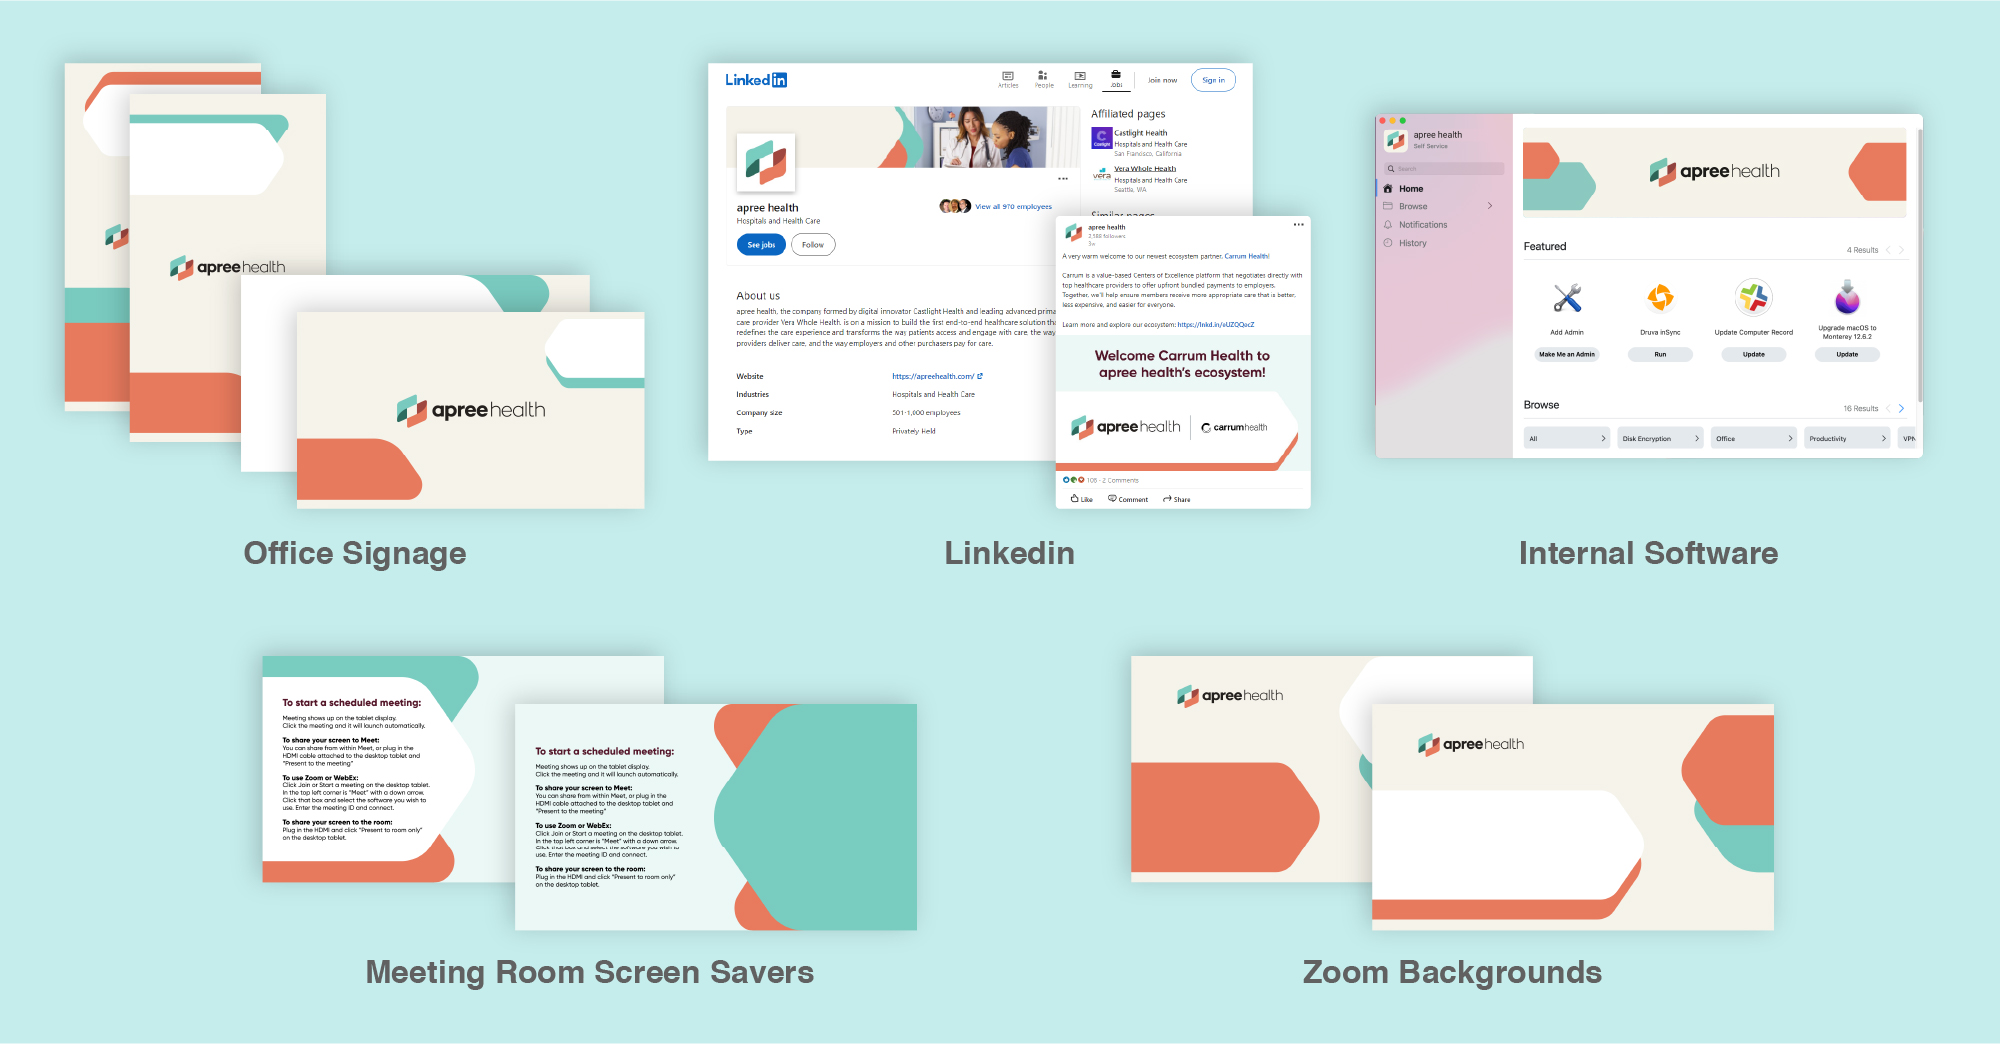 apree health
Office Signage
apree health
Linked in
Articles
People
Learning
Jobs
Join now
Sign in
apree health
Hospitals and Health Care
View all 970 employees
See jobs
Follow
Affiliated pages
C
Castlight
Castlight Health
Hospitals and Health Care
San Francisco, California
vera
Vera Whole Health
Hospitals and Health Care
Seattle, WA
Similar pages
About us
apree health, the company formed by digital innovator Castlight Health and leading advanced prima
care provider Vera Whole Health, is on a mission to build the first end-to-end healthcare solution tha
redefines the care experience and transforms the way patients access and engage with care, the way
providers deliver care, and the way employers and other purchasers pay for care.
Website https://apreehealth.com/
Industries Hospitals and Health Care
Company size 501-1,000 employees
Type Privately Held
apree health
2,188 followers
3w
A very warm welcome to our newest ecosystem partner, Carrum Health!
Carrum is a value-based Centers of Excellence platform that negotiates directly with
top healthcare providers to offer upfront bundled payments to employers.
Together, we'll help ensure members receive more appropriate care that is better,
less expensive, and easier for everyone.
Learn more and explore our ecosystem: https://lnkd.in/eUZQQecZ
Welcome Carrum Health to
apree health's ecosystem!
apree health
carrum health
105 · 2 Comments
Like
Comment
Share
Linkedin
apree health
Self Service
Search
Home
Browse
Notifications
History
apree health
Featured
4 Results
Add Admin
Make Me an Admin
Druva inSync
Run
Update Computer Record
Update
Upgrade macOS to
Monterey 12.6.2
Update
Browse
16 Results
All
Disk Encryption
Office
Productivity
VPN
Internal Software
To start a scheduled meeting:
Meeting shows up on the tablet display.
Click the meeting and it will launch automatically.
To share your screen to Meet:
You can share from within Meet, or plug in the
HDMI cable attached to the desktop tablet and
"Present to the meeting"
To use Zoom or WebEx:
Click Join or Start a meeting on the desktop tablet.
In the top left corner is "Meet" with a down arrow.
Click that box and select the software you wish to
use. Enter the meeting ID and connect.
To share your screen to the room:
Plug in the HDMI and click "Present to room only"
on the desktop tablet.
To start a scheduled meeting:
Meeting shows up on the tablet display.
Click the meeting and it will launch automatically.
To share your screen to Meet:
You can share from within Meet, or plug in the
HDMI cable attached to the desktop tablet and
"Present to the meeting"
To use Zoom or WebEx:
Click Join or Start a meeting on the desktop tablet.
In the top left corner is "Meet" with a down arrow.
Click that box and select the software you wish to
use. Enter the meeting ID and connect.
To share your screen to the room:
Plug in the HDMI and click "Present to room only"
on the desktop tablet.
Meeting Room Screen Savers
apree health
apree health
Zoom Backgrounds